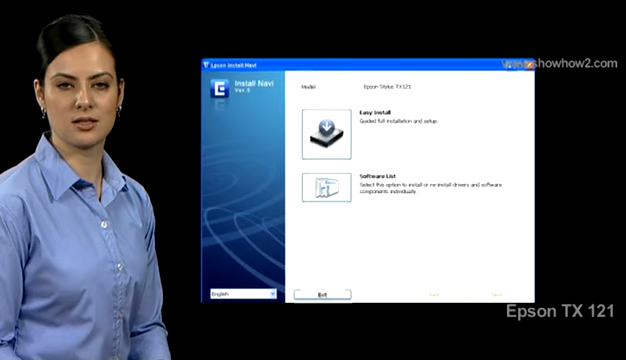 Epson Install Navi
showhow2.com
Install Navi
Ver.3
Model
Epson Stylus TX121
Easy Install
Guided full installation and setup.
Software List
Select this option to install or re-install drivers and software
components individually.
English
Exit
Epson TX 121